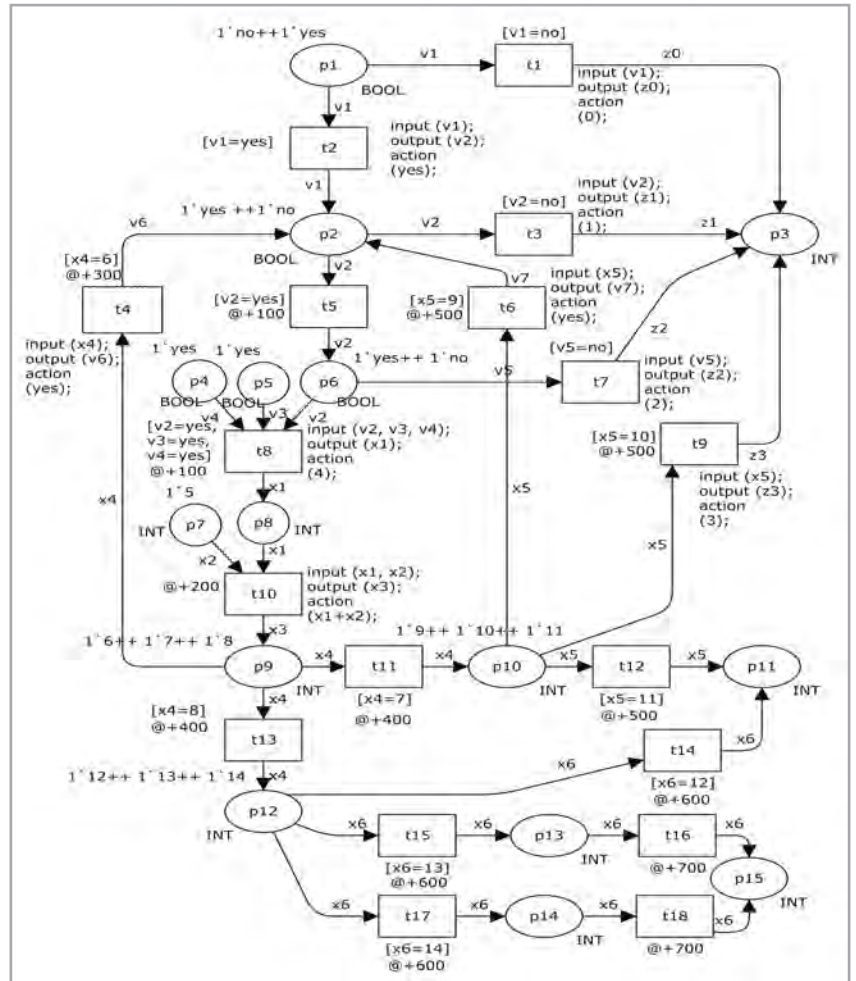 1`no++1`yes
[v1=no]
p1
v1
t1
z0
BOOL
input (v1);
output (z0);
action
(0);
v1
[v1=yes]
t2
input (v1);
output (v2);
action
(yes);
v1
input (v2);
output (z1);
action
(1);
1`yes ++1`no
[v2=no]
v6
p2
v2
t3
z1
p3
BOOL
INT
v2
[x4=6]
@+300
t4
[v2=yes]
@+100
t5
v7
[x5=9]
@+500
t6
input (x5);
output (v7);
action
(yes);
z2
input (x4);
output (v6);
action
(yes);
v2
[v5=no]
1`yes
1`yes
1`yes++ 1`no
p4
p5
p6
v5
t7
input (v5);
output (z2);
action
(2);
BOOL
BOOL
BOOL
v4
v3
v2
[v2=yes,
v3=yes,
v4=yes]
@+100
t8
input (v2, v3, v4);
output (x1);
action
(4);
[x5=10]
@+500
t9
z3
input (x5);
output (z3);
action
(3);
x4
x1
x5
1`5
p7
INT
p8
INT
x2
x1
x5
@+200
t10
input (x1, x2);
output (x3);
action
(x1+x2);
x3
1`6++ 1`7++ 1`8
1`9++ 1`10++ 1`11
p9
x4
t11
x4
p10
x5
t12
x5
p11
INT
INT
INT
x4
[x4=7]
@+400
[x5=11]
@+500
[x4=8]
@+400
t13
1`12++ 1`13++ 1`14
x4
x6
t14
x6
p12
[x6=12]
@+600
INT
x6
t15
x6
p13
x6
t16
x6
INT
[x6=13]
@+600
@+700
p15
x6
t17
x6
p14
x6
t18
x6
INT
INT
[x6=14]
@+600
@+700